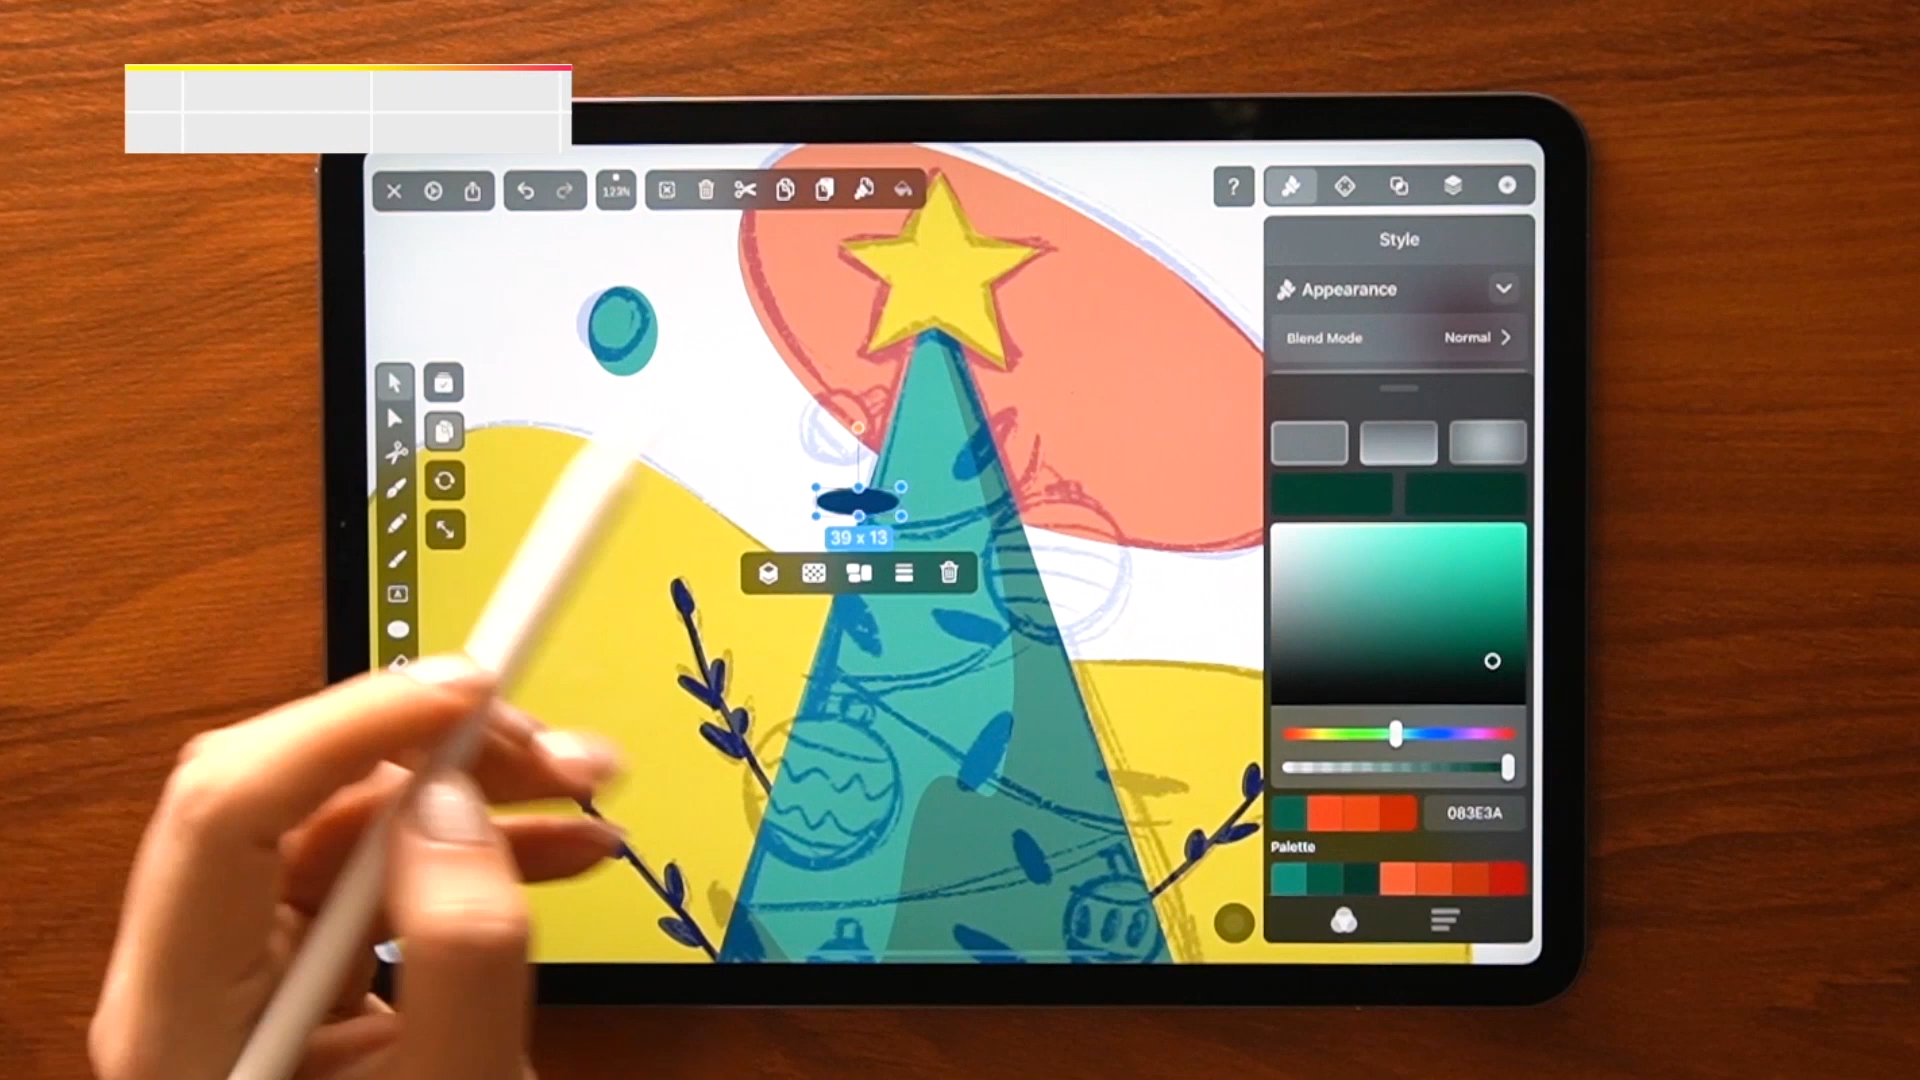 123%
?
Style
Appearance
Blend Mode Normal
39 x 13
A
083E3A
Palette